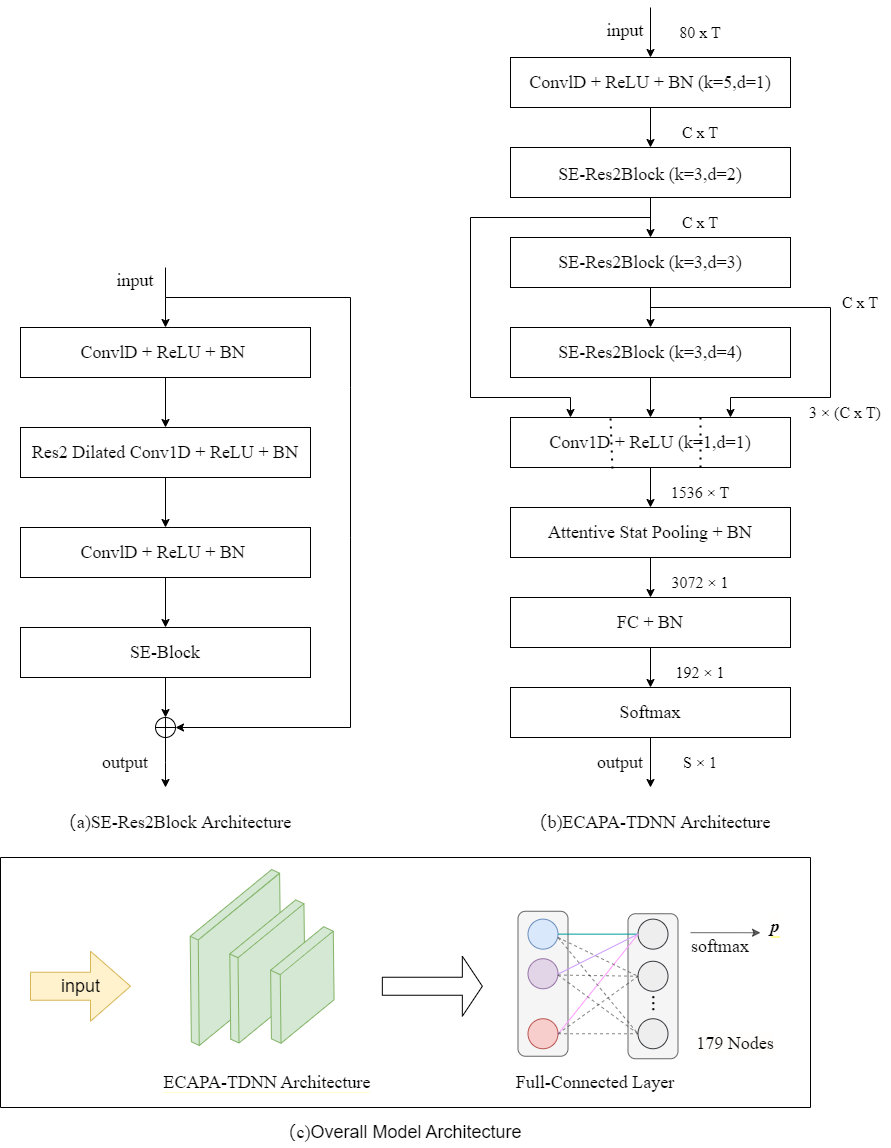 input
ConvlD + ReLU + BN
Res2 Dilated Conv1D + ReLU + BN
ConvlD + ReLU + BN
SE-Block
output
(a)SE-Res2Block Architecture
input
80 x T
ConvlD + ReLU + BN (k=5,d=1)
C x T
SE-Res2Block (k=3,d=2)
C x T
SE-Res2Block (k=3,d=3)
C x T
SE-Res2Block (k=3,d=4)
3 × (C x T)
Conv1D + ReLU (k=1,d=1)
1536 × T
Attentive Stat Pooling + BN
3072 × 1
FC + BN
192 × 1
Softmax
output
S × 1
(b)ECAPA-TDNN Architecture
input
ECAPA-TDNN Architecture
Full-Connected Layer
softmax
p
179 Nodes
(c)Overall Model Architecture